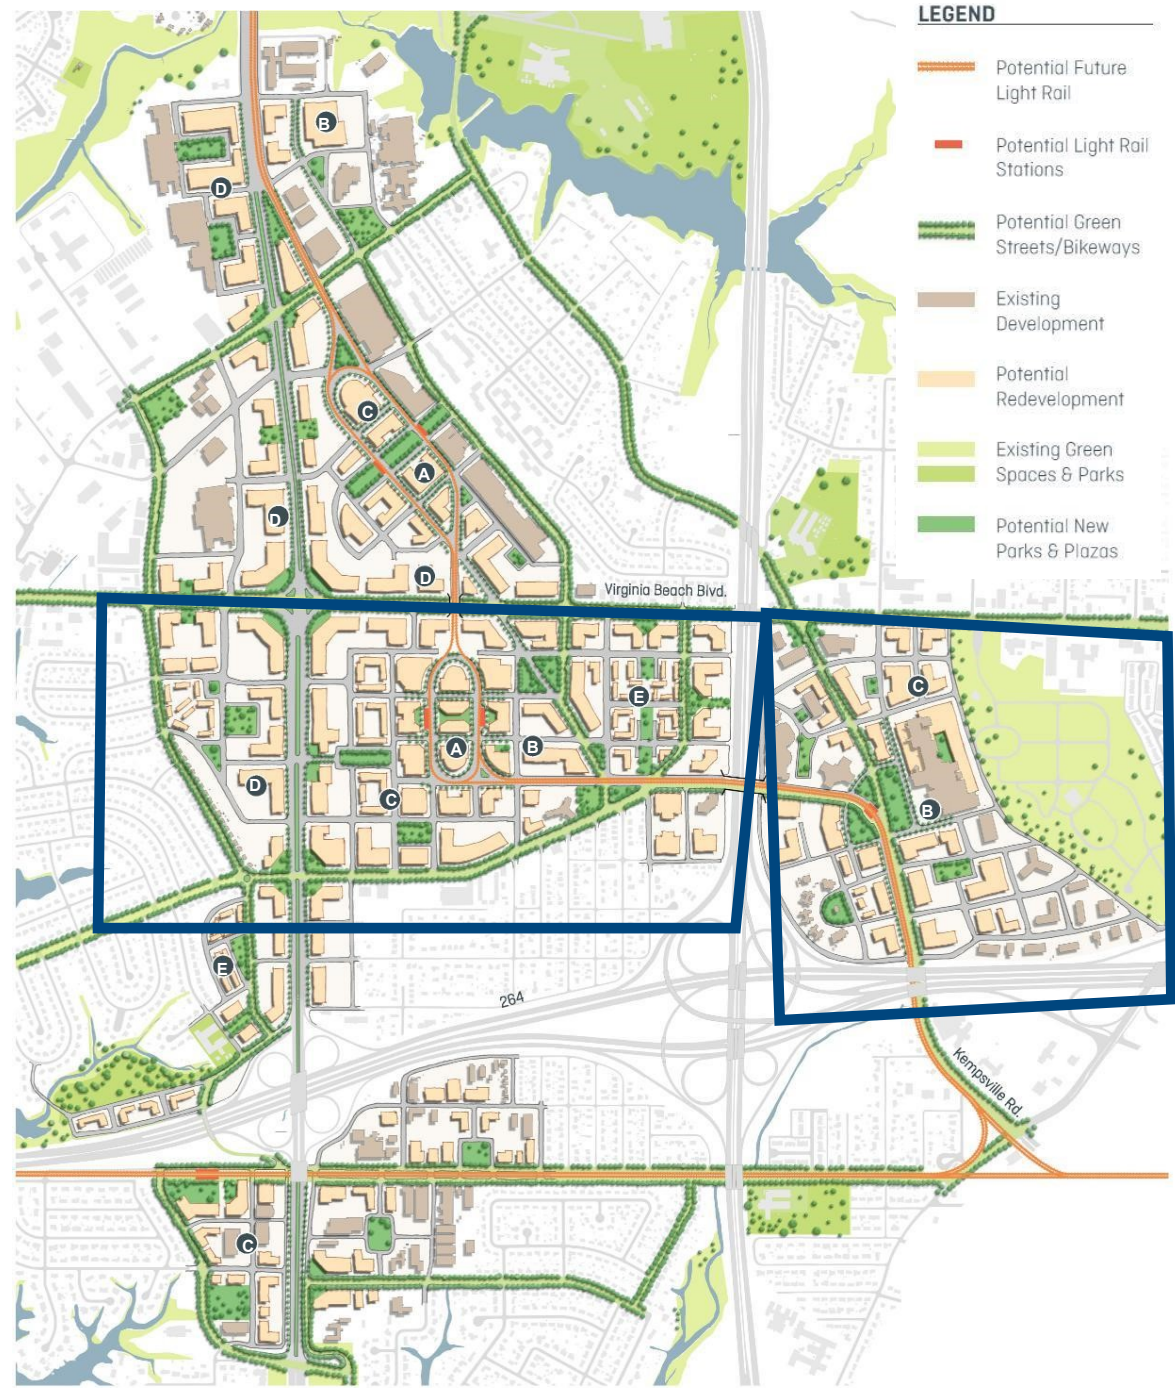 LEGEND
Potential Future
Light Rail
Potential Light Rail
Stations
Potential Green
Streets/Bikeways
Existing
Development
Potential
Redevelopment
Existing Green
Spaces & Parks
Potential New
Parks & Plazas
B
D
C
A
D
D
Virginia Beach Blvd.
E
C
A
B
D
C
B
E
264
Kempsville Rd.
C